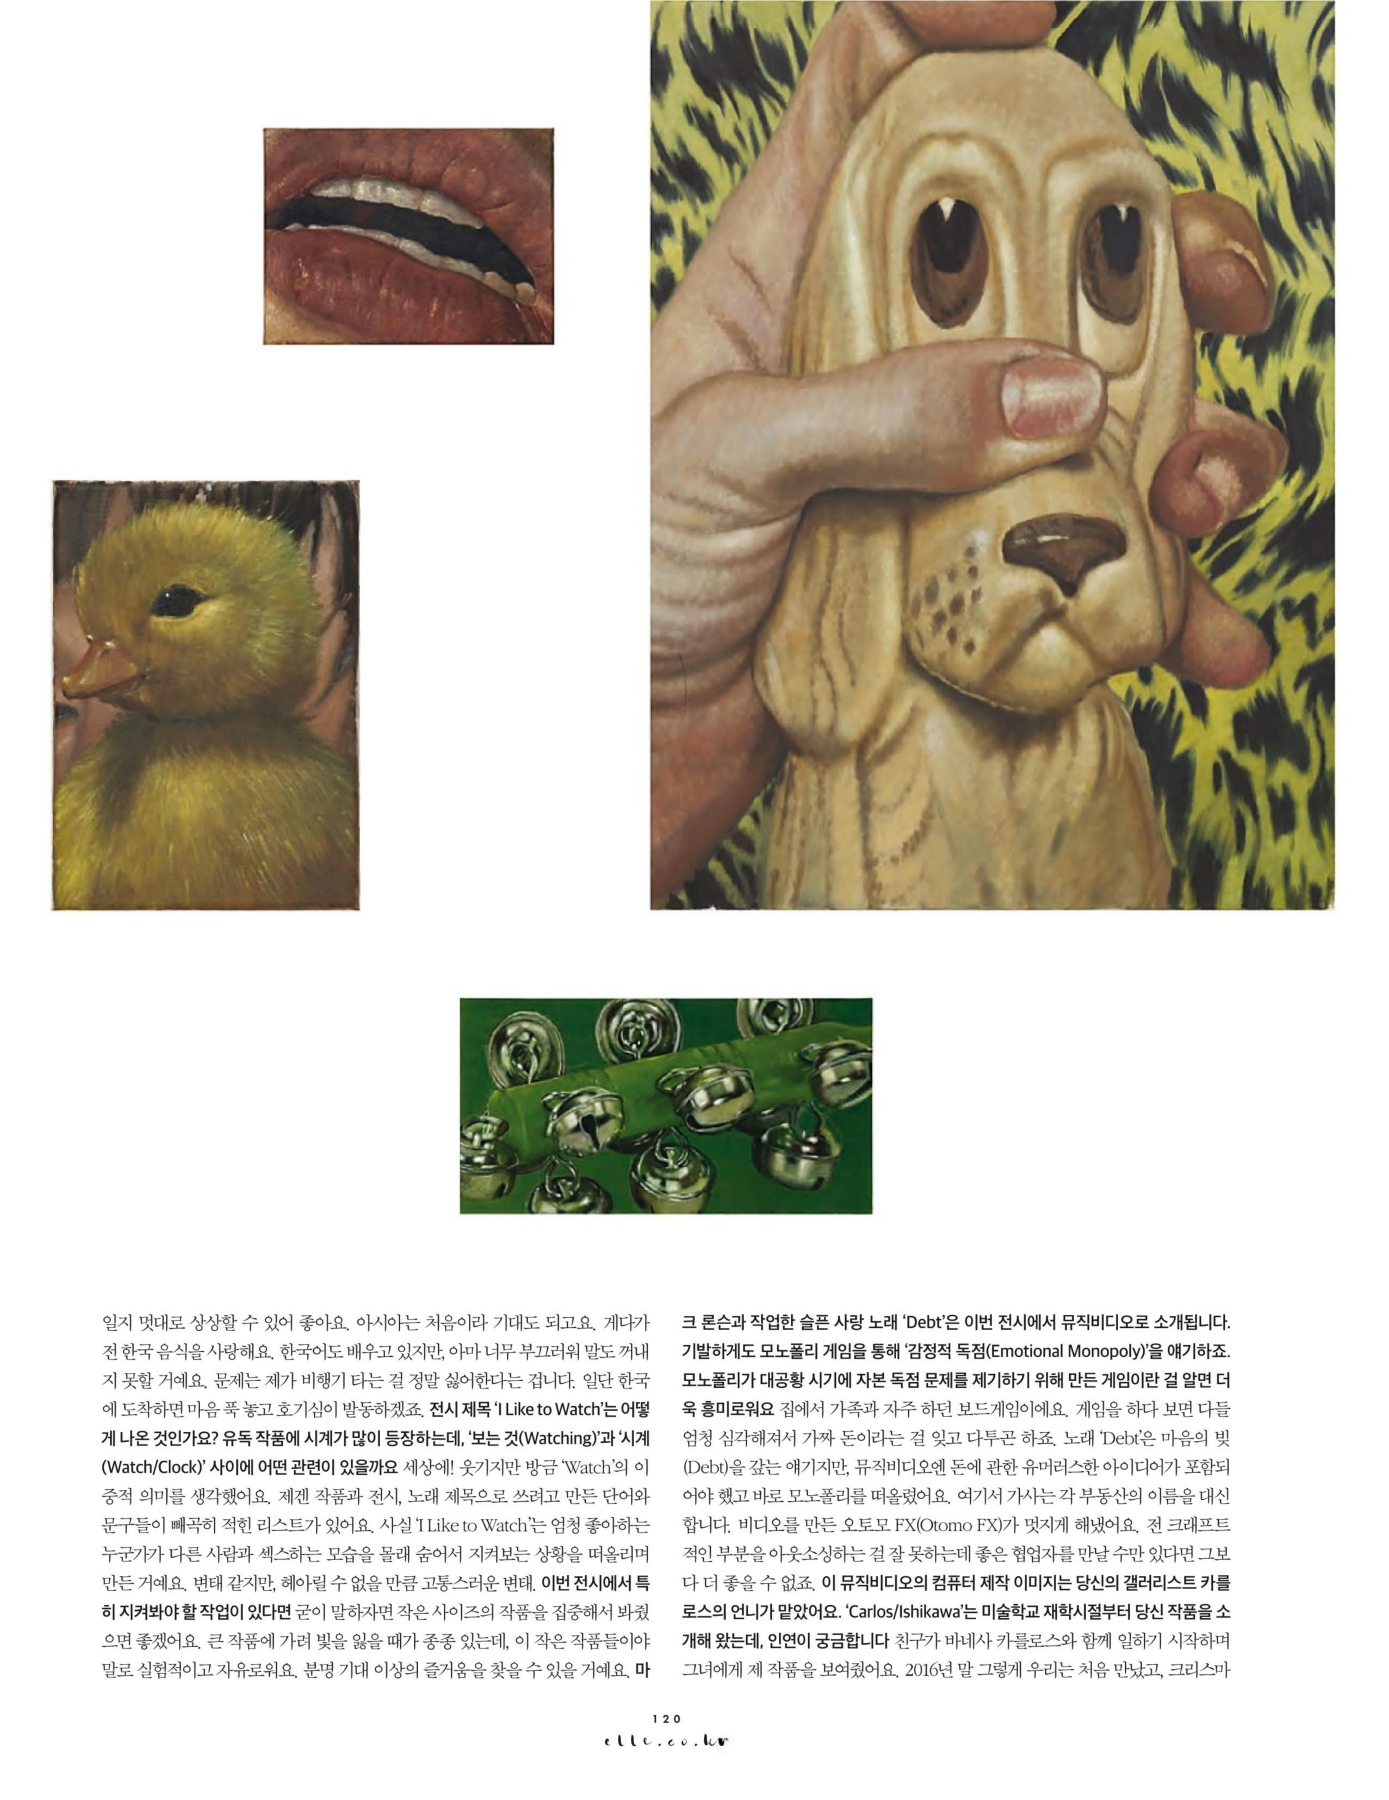 일지 멋대로 상상할 수 있어 좋아요. 아시아는 처음이라 기대도 되고요. 게다가
전 한국 음식을 사랑해요. 한국어도 배우고 있지만, 아마 너무 부끄러워 말도 꺼내
지 못할 거예요. 문제는 제가 비행기 타는 걸 정말 싫어한다는 겁니다. 일단 한국
에 도착하면 마음 푹 놓고 호기심이 발동하겠죠. 전시 제목 ‘I Like to Watch’는 어떻
게 나온 것인가요? 유독 작품에 시계가 많이 등장하는데, ‘보는 것(Watching)’과 ‘시계
(Watch/Clock)’ 사이에 어떤 관련이 있을까요 세상에! 웃기지만 방금 ‘Watch’의 이
중적 의미를 생각했어요. 제겐 작품과 전시, 노래 제목으로 쓰려고 만든 단어와
문구들이 빼곡히 적힌 리스트가 있어요. 사실 ‘I Like to Watch’는 엄청 좋아하는
누군가가 다른 사람과 섹스하는 모습을 몰래 숨어서 지켜보는 상황을 떠올리며
만든 거예요. 변태 같지만, 헤아릴 수 없을 만큼 고통스러운 변태. 이번 전시에서 특
히 지켜봐야 할 작업이 있다면 굳이 말하자면 작은 사이즈의 작품을 집중해서 봐줬
으면 좋겠어요. 큰 작품에 가려 빛을 잃을 때가 종종 있는데, 이 작은 작품들이야
말로 실험적이고 자유로워요. 분명 기대 이상의 즐거움을 찾을 수 있을 거예요. 마
크 론슨과 작업한 슬픈 사랑 노래 ‘Debt’은 이번 전시에서 뮤직비디오로 소개됩니다.
기발하게도 모노폴리 게임을 통해 ‘감정적 독점(Emotional Monopoly)’을 얘기하죠.
모노폴리가 대공황 시기에 자본 독점 문제를 제기하기 위해 만든 게임이란 걸 알면 더
욱 흥미로워요 집에서 가족과 자주 하던 보드게임이에요. 게임을 하다 보면 다들
엄청 심각해져서 가짜 돈이라는 걸 잊고 다투곤 하죠. 노래 ‘Debt’은 마음의 빚
(Debt)을 갚는 얘기지만, 뮤직비디오엔 돈에 관한 유머러스한 아이디어가 포함되
어야 했고 바로 모노폴리를 떠올렸어요. 여기서 가사는 각 부동산의 이름을 대신
합니다. 비디오를 만든 오토모 FX(Otomo FX)가 멋지게 해냈어요. 전 크래프트
적인 부분을 아웃소싱하는 걸 잘 못하는데 좋은 협업자를 만날 수만 있다면 그보
다 더 좋을 수 없죠. 이 뮤직비디오의 컴퓨터 제작 이미지는 당신의 갤러리스트 카를
로스의 언니가 맡았어요. ‘Carlos/Ishikawa’는 미술학교 재학시절부터 당신 작품을 소
개해 왔는데, 인연이 궁금합니다 친구가 바네사 카를로스와 함께 일하기 시작하며
그녀에게 제 작품을 보여줬어요. 2016년 말 그렇게 우리는 처음 만났고, 크리스마
120
elle.co.kr